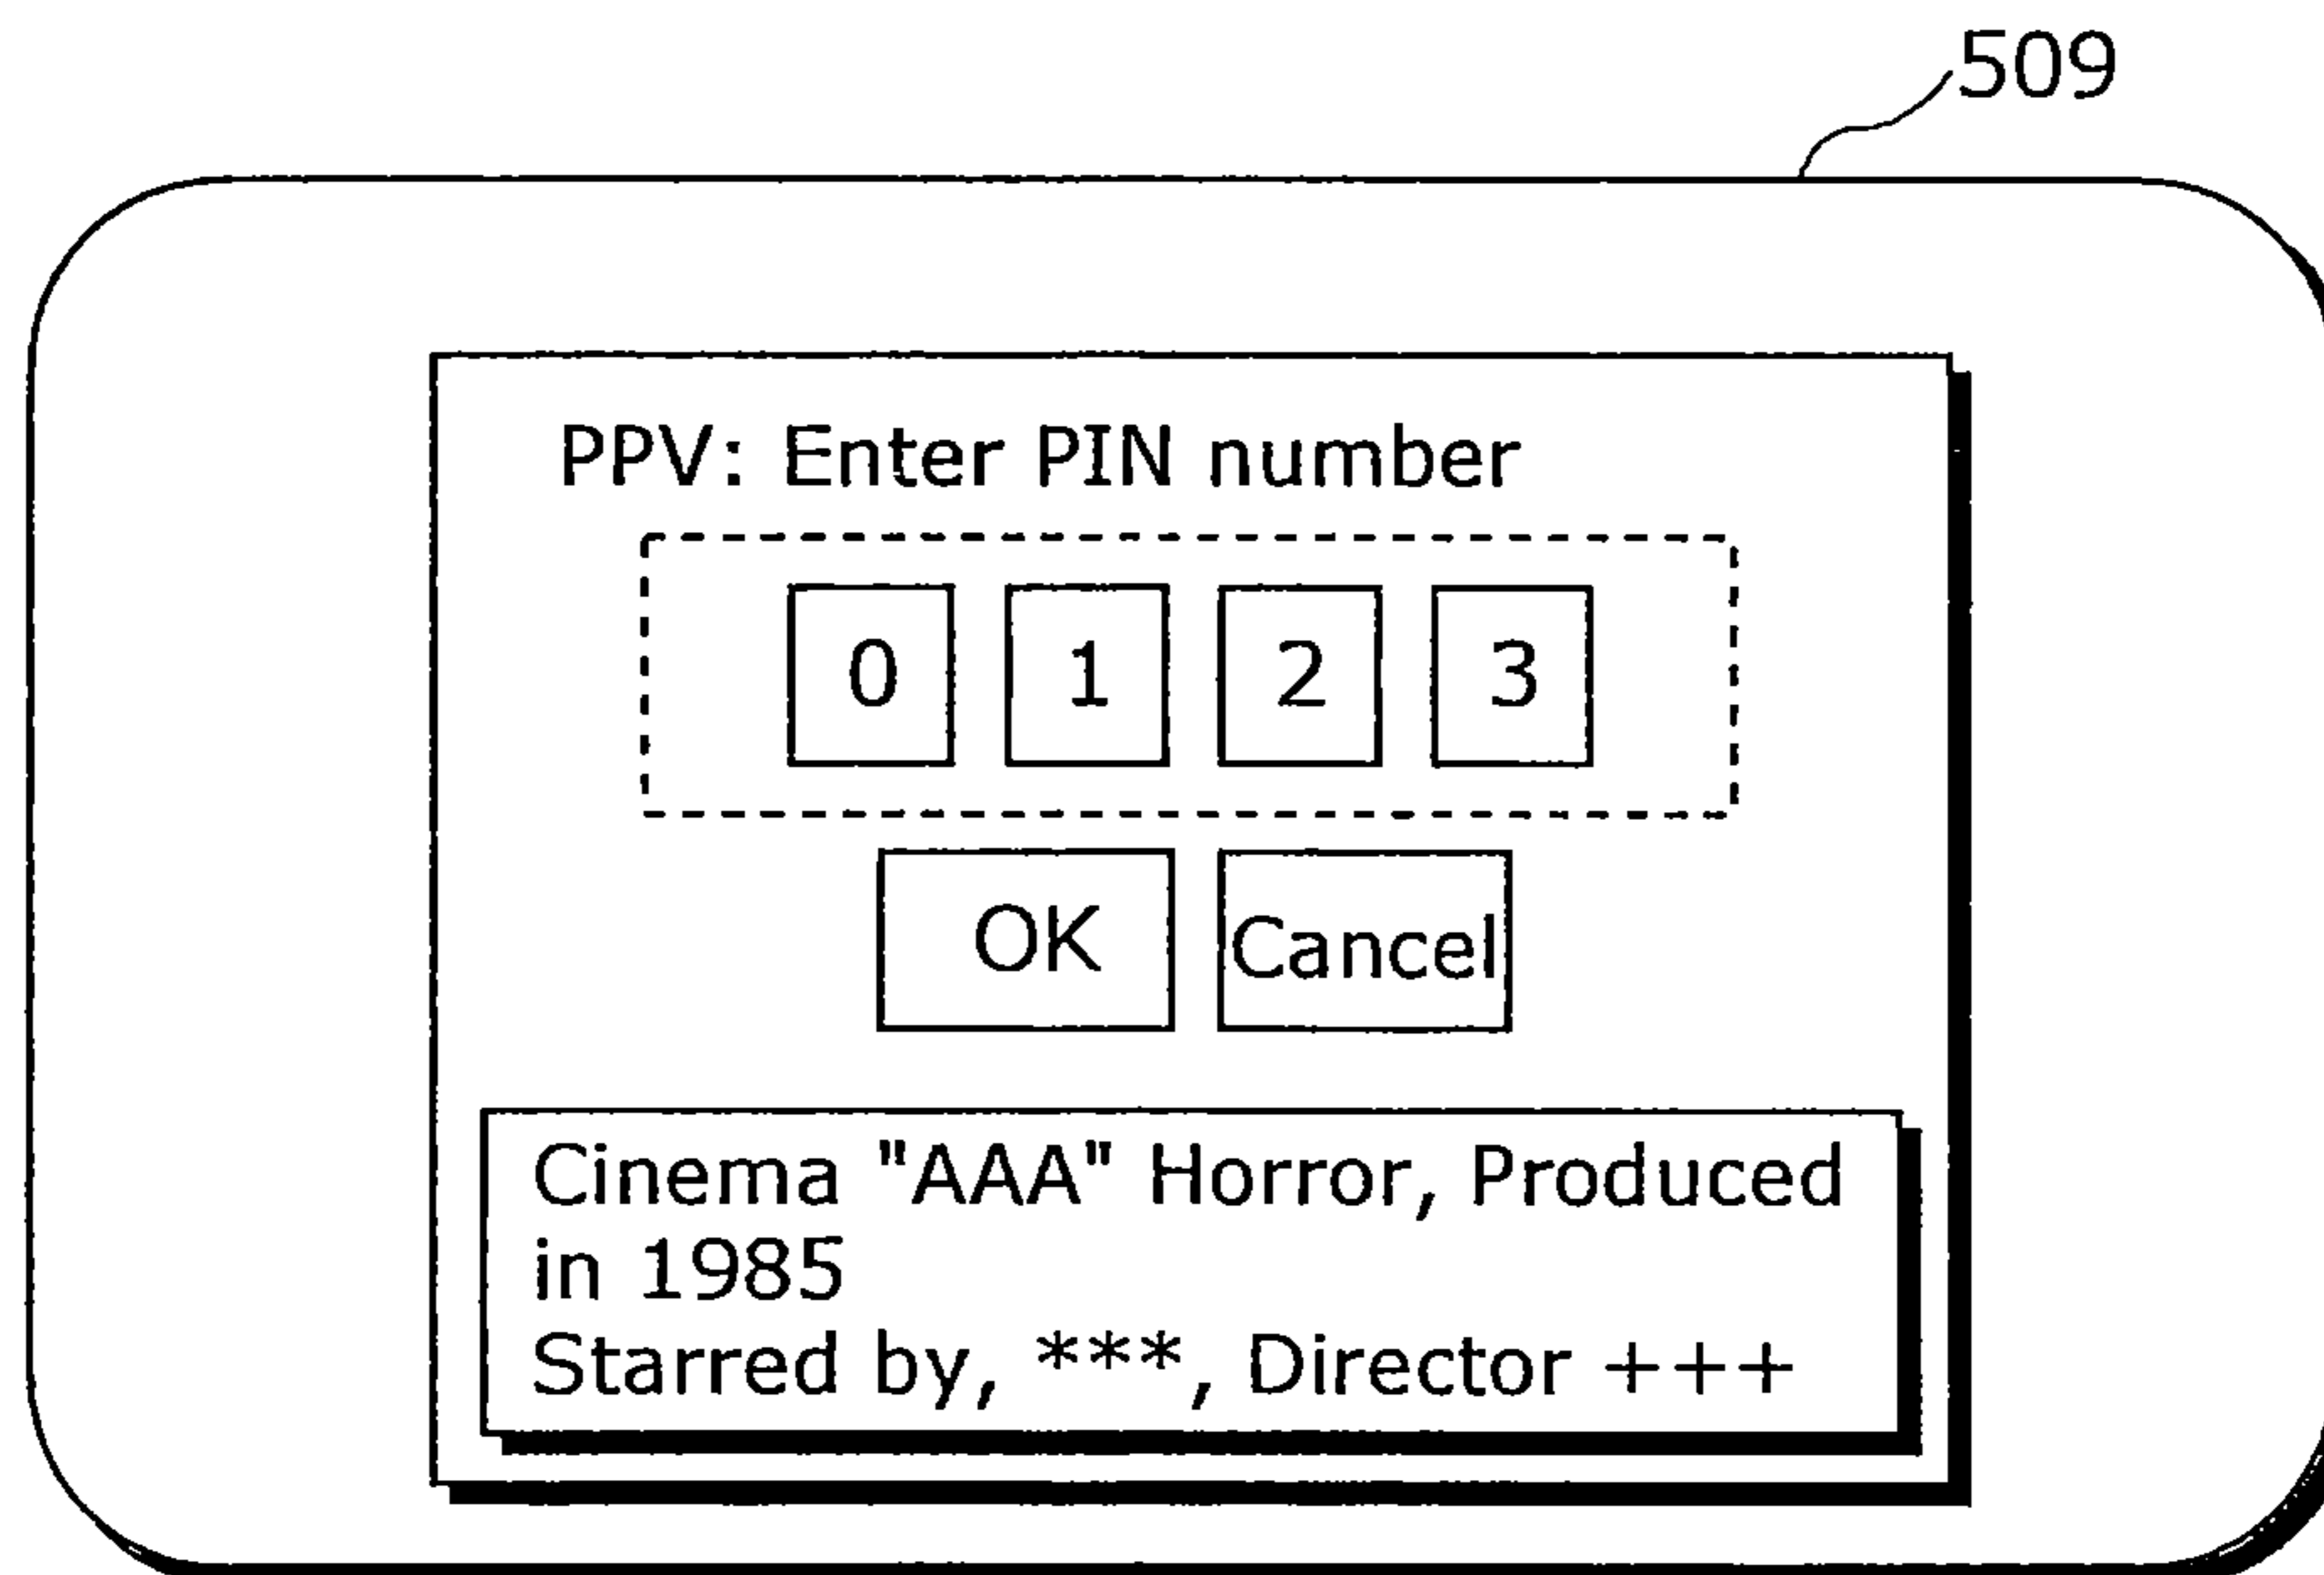 509
PPV: Enter PIN number
0 1 2 3
OK Cancel
Cinema "AAA" Horror, Produced
in 1985
Starred by, ***, Director +++